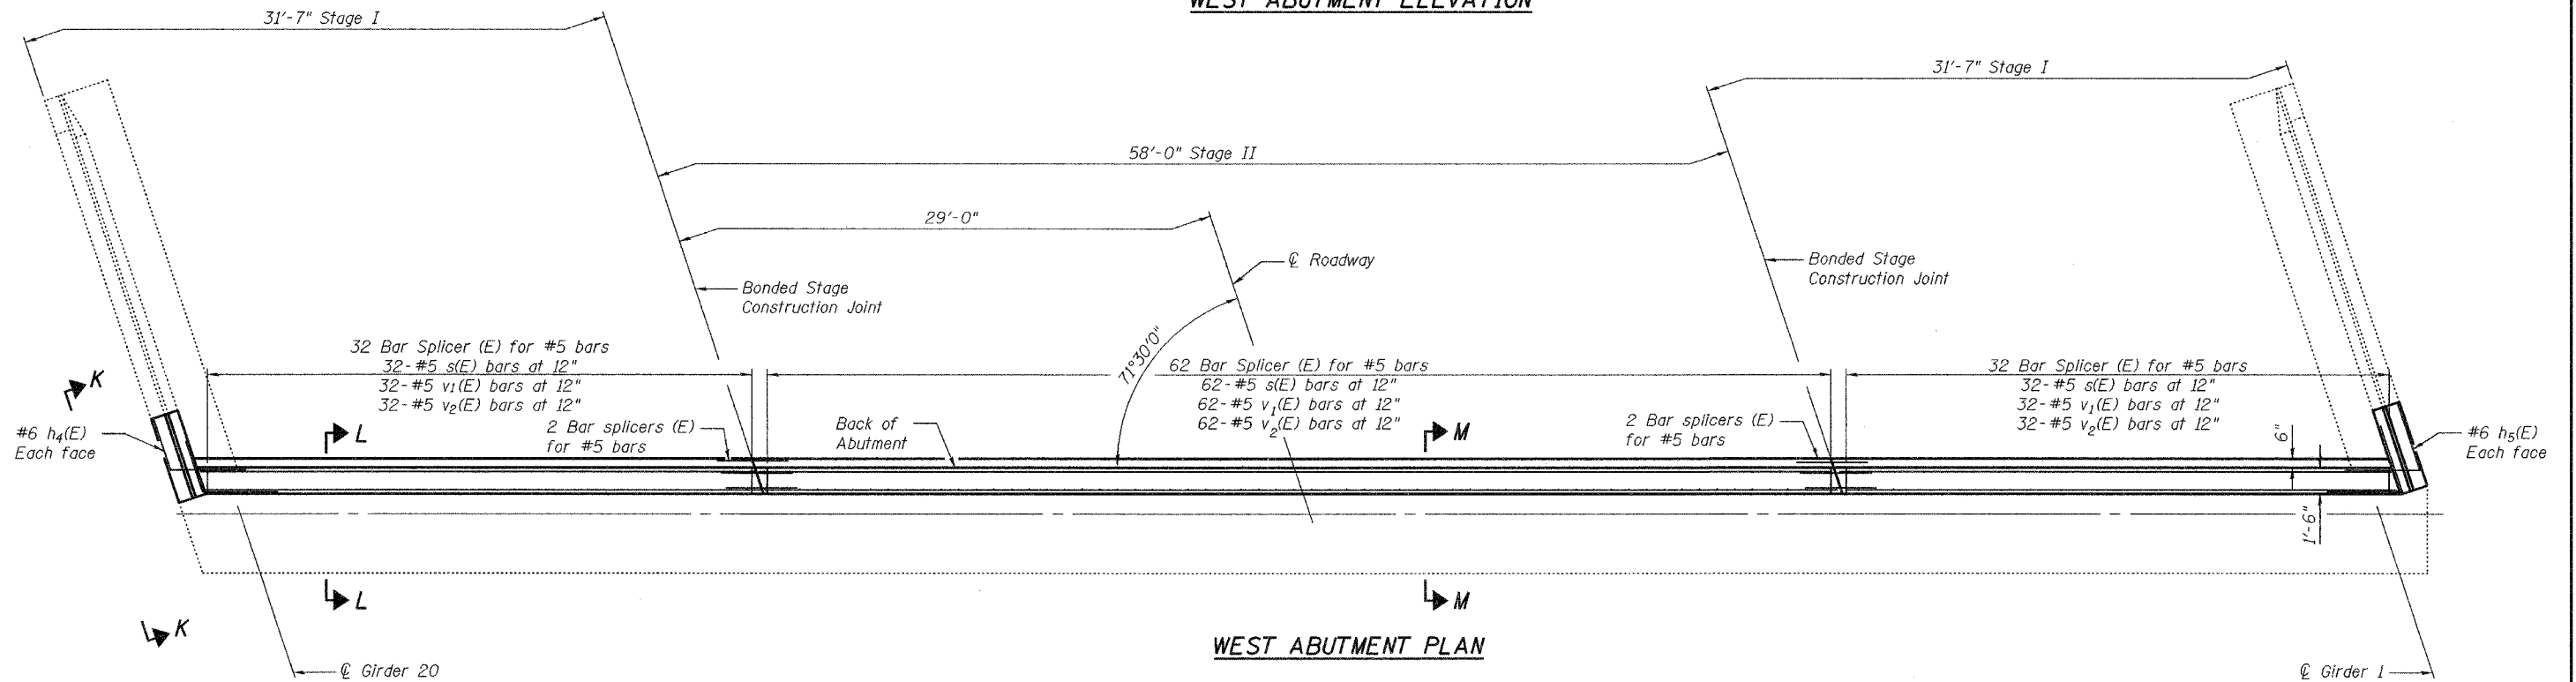 WEST ABUTMENT ELEVATION
31'-7" Stage I
31'-7" Stage I
58'-0" Stage II
29'-0"
℄ Roadway
Bonded Stage
Construction Joint
Bonded Stage
Construction Joint
71°30'0"
32 Bar Splicer (E) for #5 bars
32-#5 s(E) bars at 12"
32-#5 v₁(E) bars at 12"
32-#5 v₂(E) bars at 12"
62 Bar Splicer (E) for #5 bars
62-#5 s(E) bars at 12"
62-#5 v₁(E) bars at 12"
62-#5 v₂(E) bars at 12"
32 Bar Splicer (E) for #5 bars
32-#5 s(E) bars at 12"
32-#5 v₁(E) bars at 12"
32-#5 v₂(E) bars at 12"
K
#6 h₄(E)
Each face
L
2 Bar splicers (E)
for #5 bars
Back of
Abutment
M
2 Bar splicers (E)
for #5 bars
6"
#6 h₅(E)
Each face
1'-6"
L
M
K
WEST ABUTMENT PLAN
℄ Girder 20
℄ Girder 1